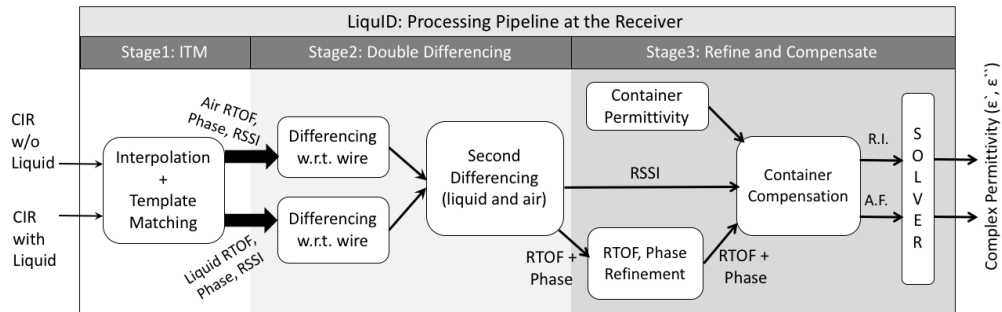 LiquID: Processing Pipeline at the Receiver
Stage1: ITM
Stage2: Double Differencing
Stage3: Refine and Compensate
CIR
w/o
Liquid
CIR
with
Liquid
Interpolation
+
Template
Matching
Air RTOF,
Phase, RSSI
Liquid RTOF,
Phase, RSSI
Differencing
w.r.t. wire
Differencing
w.r.t. wire
Second
Differencing
(liquid and air)
RSSI
RTOF +
Phase
Container
Permittivity
RTOF, Phase
Refinement
RTOF +
Phase
Container
Compensation
R.I.
A.F.
SOLVER
Complex Permittivity (ε`, ε``)